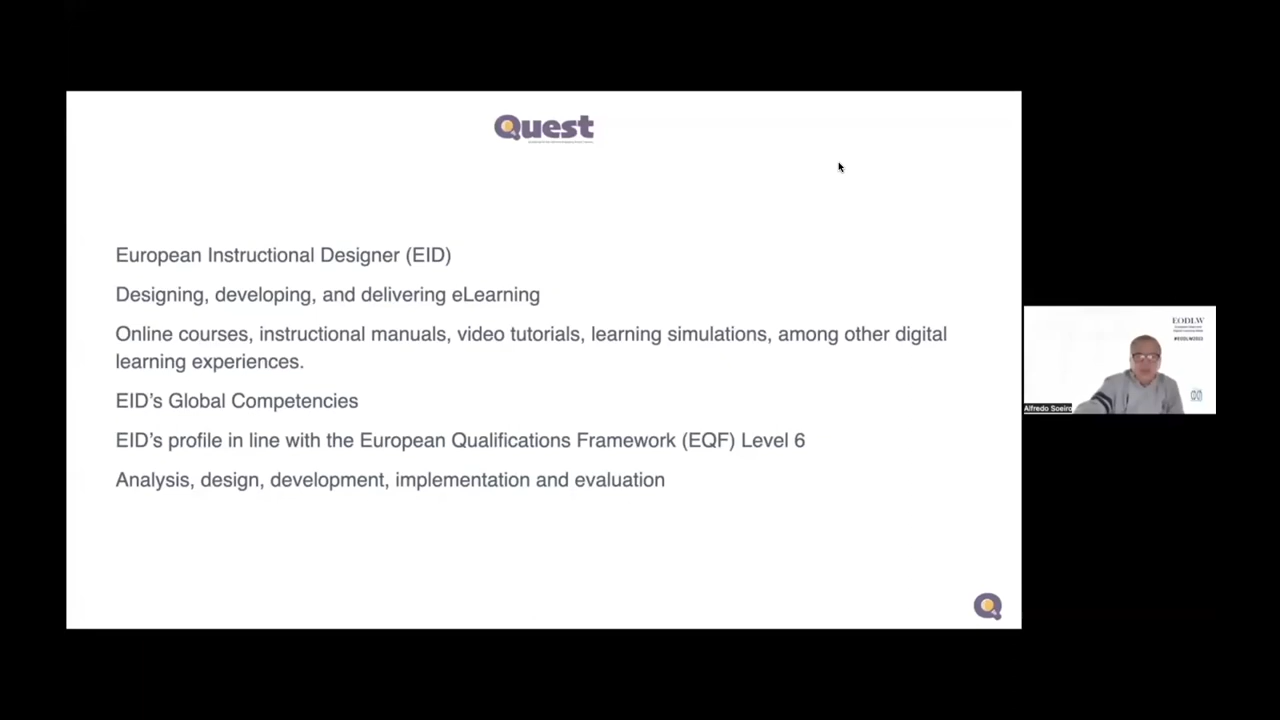 Quest
European Instructional Designer (EID)
Designing, developing, and delivering eLearning
Online courses, instructional manuals, video tutorials, learning simulations, among other digital
learning experiences.
EID's Global Competencies
EID’s profile in line with the European Qualifications Framework (EQF) Level 6
Analysis, design, development, implementation and evaluation
EODLW
#EODLW2023
Alfredo Soeiro